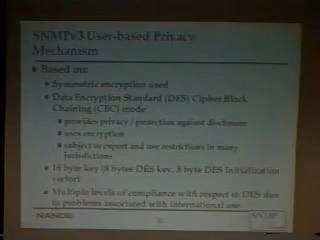 SNMPv3 User-based Privacy
Mechanism
Based on:
Symmetric encryption used
Data Encryption Standard (DES) Cipher Block
Chaining (CBC) mode
provides privacy / protection against disclosure
uses encryption
subject to export and use restrictions in many
jurisdictions
16 byte key (8 bytes DES key, 8 byte DES initialization
vector)
Multiple levels of compliance with respect to DES due
to problems associated with international use
NANOG
SNMP